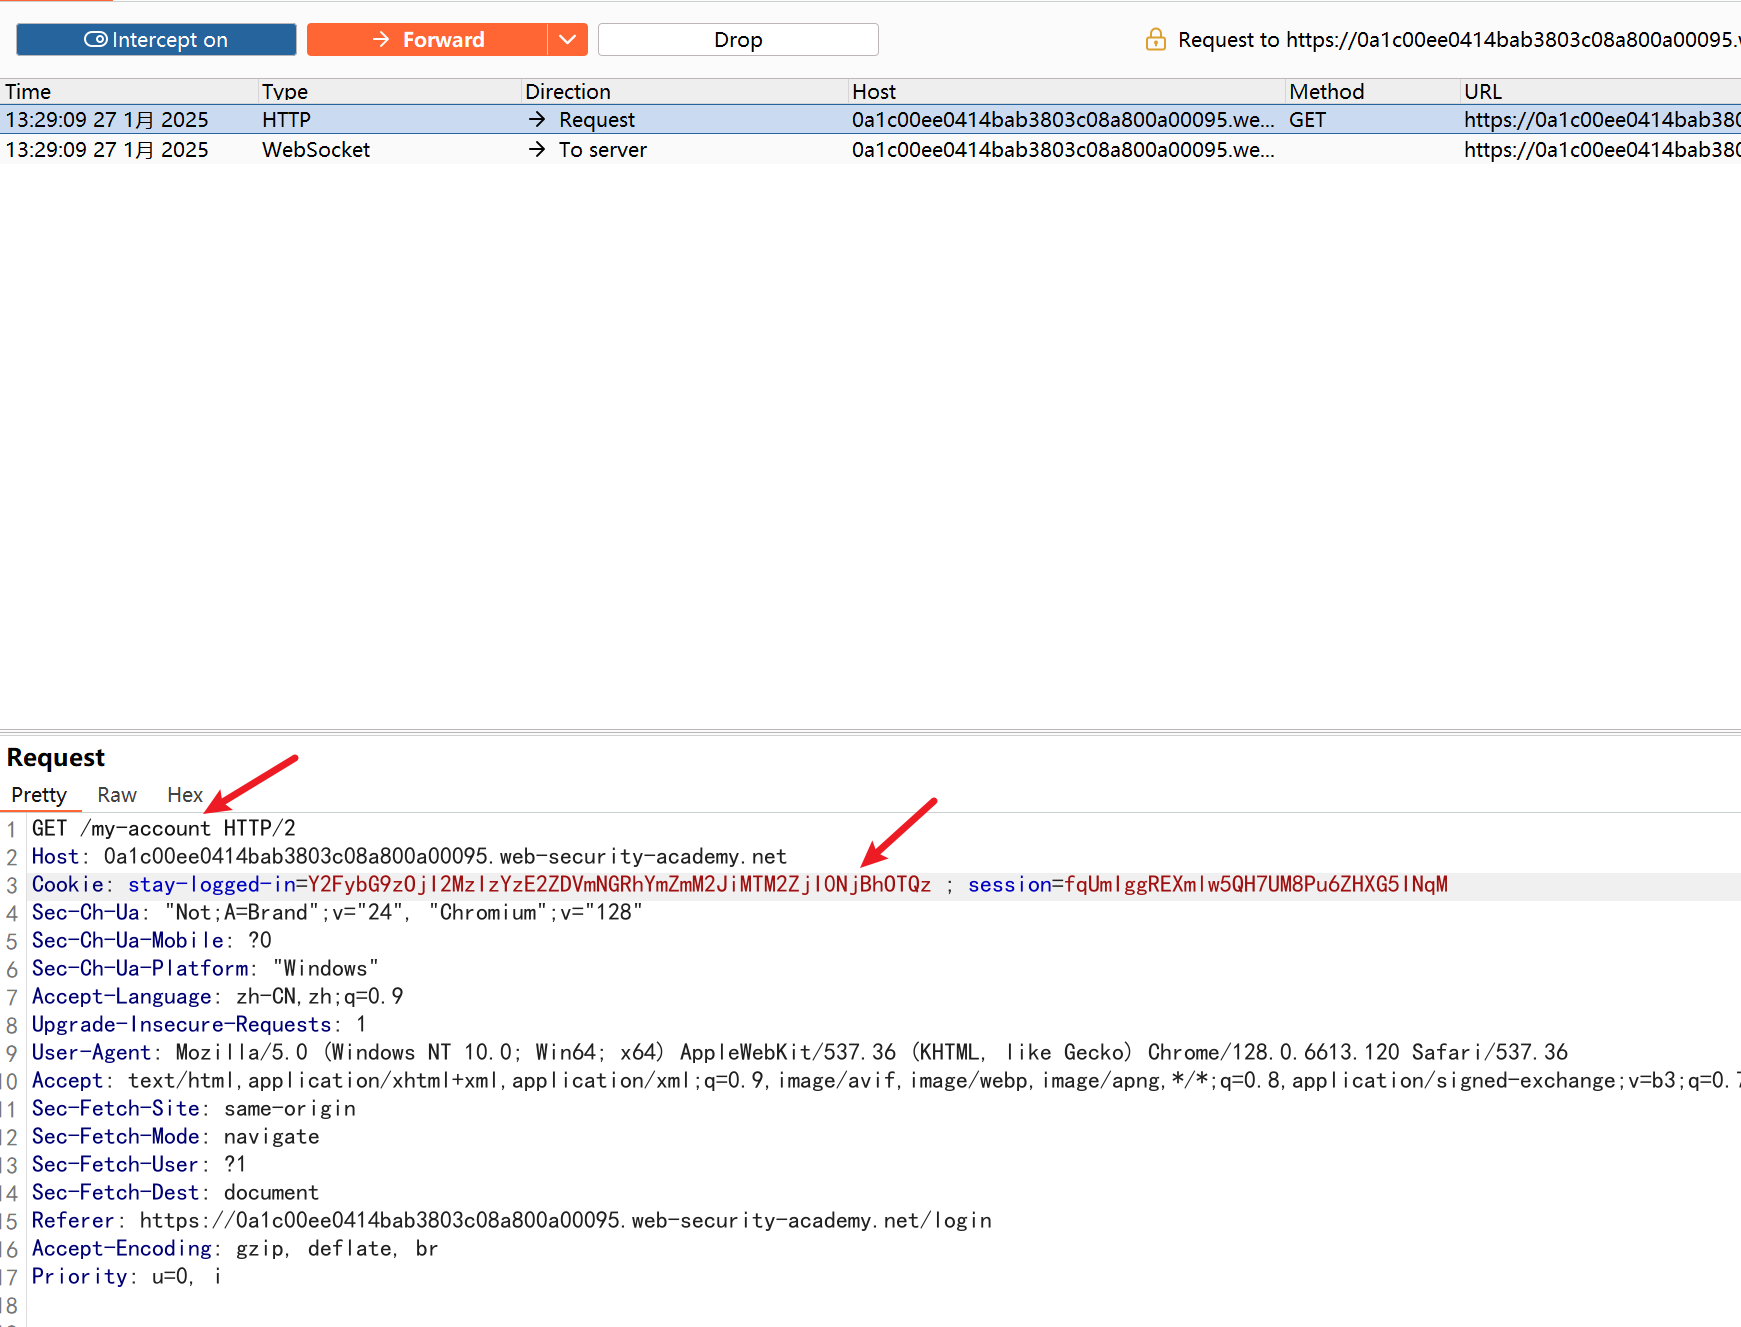 Intercept on
Forward
Drop
Request to https://0a1c00ee0414bab3803c08a800a00095.
Time Type Direction Host Method URL
13:29:09 27 1月 2025 HTTP → Request 0a1c00ee0414bab3803c08a800a00095.we... GET https://0a1c00ee0414bab380
13:29:09 27 1月 2025 WebSocket → To server 0a1c00ee0414bab3803c08a800a00095.we... https://0a1c00ee0414bab380
Request
Pretty Raw Hex
1 GET /my-account HTTP/2
2 Host: 0a1c00ee0414bab3803c08a800a00095.web-security-academy.net
3 Cookie: stay-logged-in=Y2FybG9zOjI2MzIzYzE2ZDVmNGRhYmZmM2JiMTM2ZjI0NjBhOTQz ; session=fqUmIggREXmIw5QH7UM8Pu6ZHXG5INqM
4 Sec-Ch-Ua: "Not;A=Brand";v="24", "Chromium";v="128"
5 Sec-Ch-Ua-Mobile: ?0
6 Sec-Ch-Ua-Platform: "Windows"
7 Accept-Language: zh-CN,zh;q=0.9
8 Upgrade-Insecure-Requests: 1
9 User-Agent: Mozilla/5.0 (Windows NT 10.0; Win64; x64) AppleWebKit/537.36 (KHTML, like Gecko) Chrome/128.0.6613.120 Safari/537.36
10 Accept: text/html,application/xhtml+xml,application/xml;q=0.9,image/avif,image/webp,image/apng,*/*;q=0.8,application/signed-exchange;v=b3;q=0.7
11 Sec-Fetch-Site: same-origin
12 Sec-Fetch-Mode: navigate
13 Sec-Fetch-User: ?1
14 Sec-Fetch-Dest: document
15 Referer: https://0a1c00ee0414bab3803c08a800a00095.web-security-academy.net/login
16 Accept-Encoding: gzip, deflate, br
17 Priority: u=0, i
18